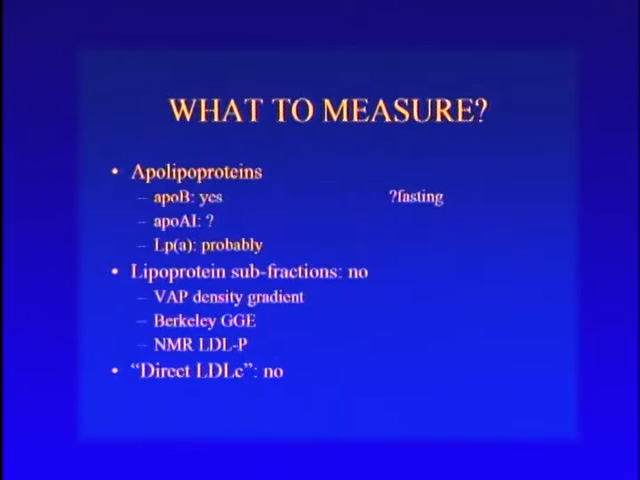 WHAT TO MEASURE?
• Apolipoproteins
– apoB: yes ?fasting
– apoAI: ?
– Lp(a): probably
• Lipoprotein sub-fractions: no
– VAP density gradient
– Berkeley GGE
– NMR LDL-P
• “Direct LDLc”: no